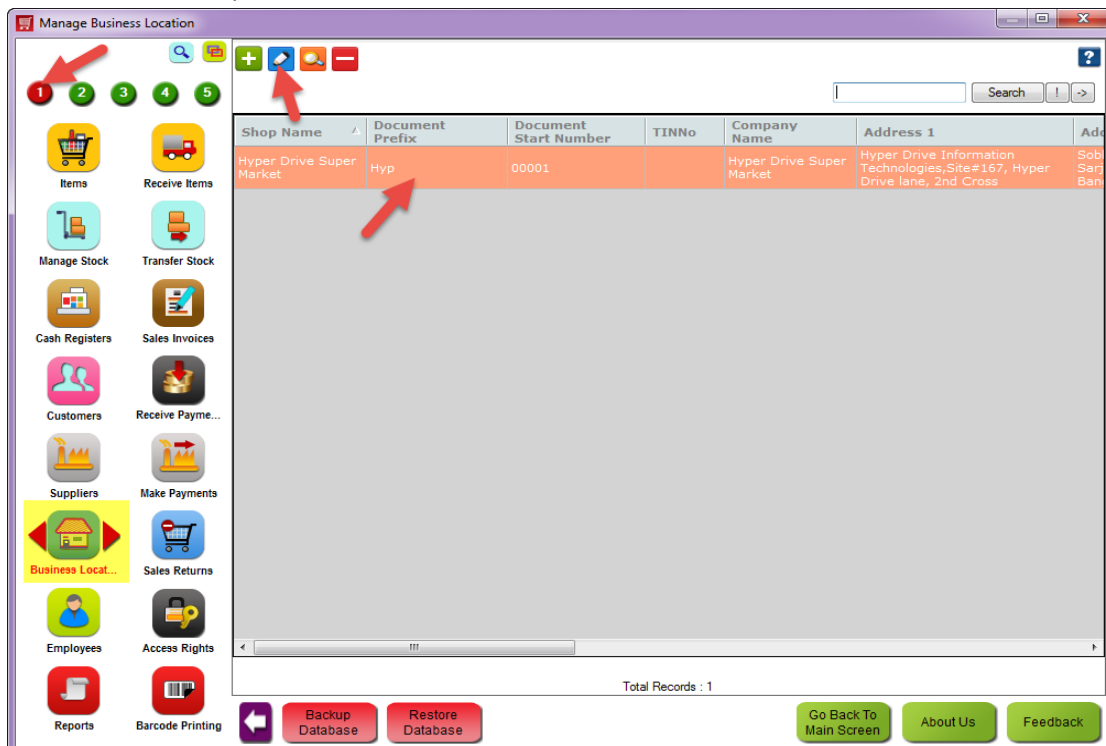 Manage Business Location
1 2 3 4 5
?
Search ! ->
Shop Name
Document
Prefix
Document
Start Number
TINNo
Company
Name
Address 1
Add
Hyper Drive Super
Market
Hyp
00001
Hyper Drive Super
Market
Hyper Drive Information
Technologies,Site#167, Hyper
Drive lane, 2nd Cross
Sob
Sarj
Ban
Items
Receive Items
Manage Stock
Transfer Stock
Cash Registers
Sales Invoices
Customers
Receive Payme...
Suppliers
Make Payments
Business Locat...
Sales Returns
Employees
Access Rights
Reports
Barcode Printing
Total Records : 1
Backup
Database
Restore
Database
Go Back To
Main Screen
About Us
Feedback